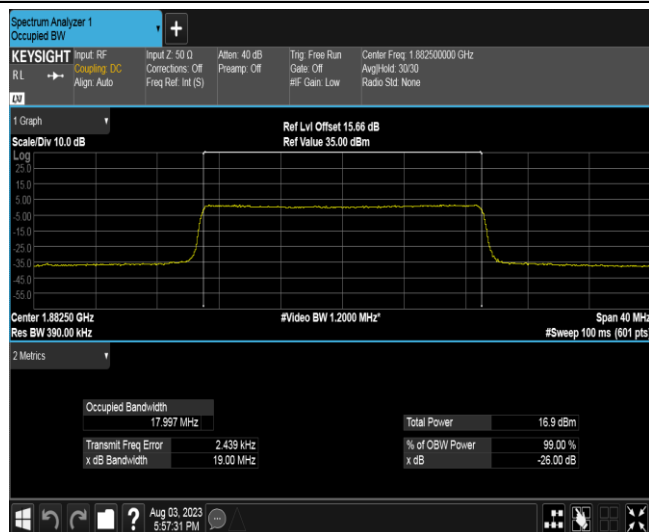 Spectrum Analyzer 1
Occupied BW
+
KEYSIGHT Input: RF Input Z: 50 Ω Atten: 40 dB Trig: Free Run Center Freq: 1.882500000 GHz
RL Coupling: DC Corrections: Off Preamp: Off Gate: Off Avg|Hold: 30/30
Align: Auto Freq Ref: Int (S) #IF Gain: Low Radio Std: None
LXI
1 Graph
Ref Lvl Offset 15.66 dB
Scale/Div 10.0 dB Ref Value 35.00 dBm
Log
25.0
15.0
5.00
-5.00
-15.0
-25.0
-35.0
-45.0
-55.0
Center 1.88250 GHz #Video BW 1.2000 MHz* Span 40 MHz
Res BW 390.00 kHz #Sweep 100 ms (601 pts)
2 Metrics
Occupied Bandwidth
17.997 MHz Total Power 16.9 dBm
Transmit Freq Error 2.439 kHz % of OBW Power 99.00 %
x dB Bandwidth 19.00 MHz x dB -26.00 dB
? Aug 03, 2023
5:57:31 PM